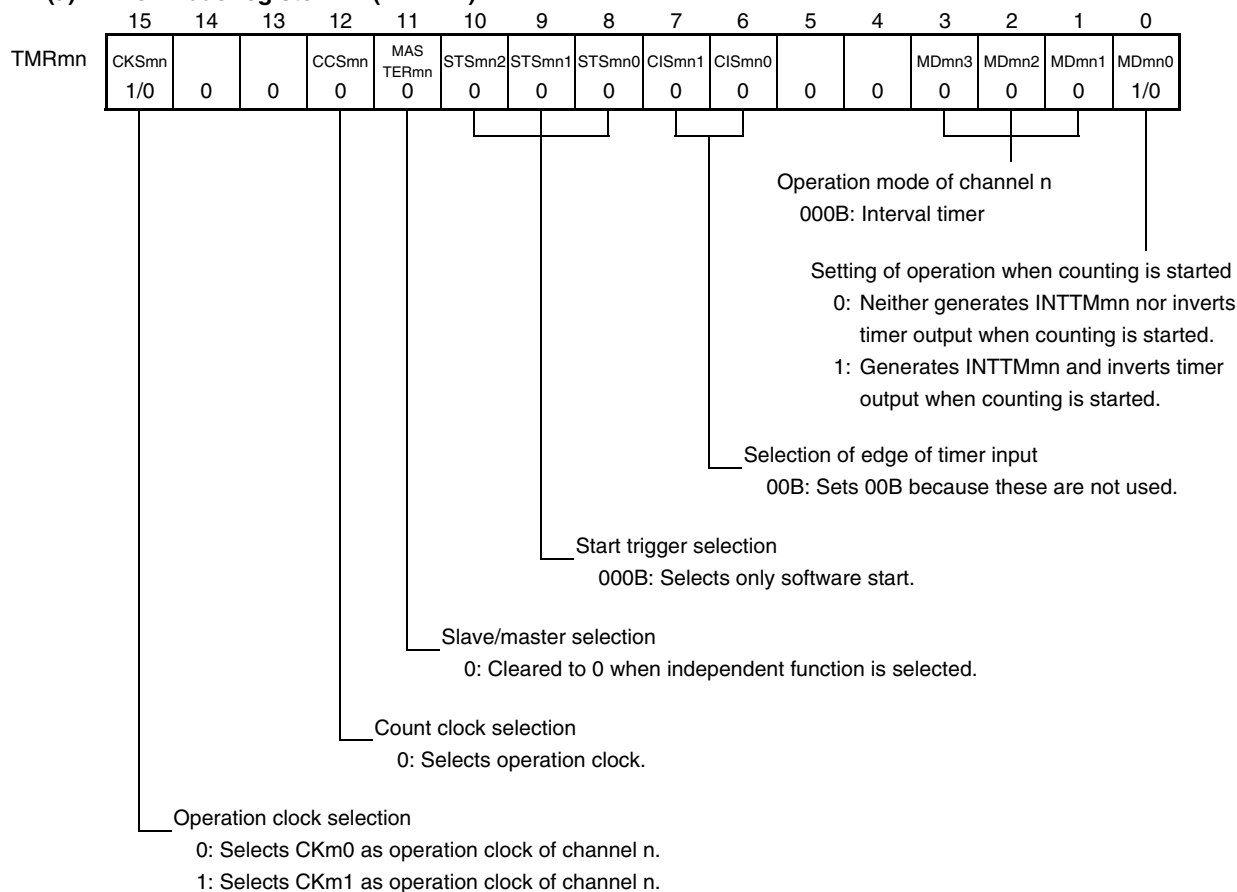 15 14 13 12 11 10 9 8 7 6 5 4 3 2 1 0
TMRmn CKSmn CCSmn MAS TERmn STSmn2 STSmn1 STSmn0 CISmn1 CISmn0 MDmn3 MDmn2 MDmn1 MDmn0
1/0 0 0 0 0 0 0 0 0 0 0 0 0 0 0 1/0
Operation mode of channel n
000B: Interval timer
Setting of operation when counting is started
0: Neither generates INTTMmn nor inverts
timer output when counting is started.
1: Generates INTTMmn and inverts timer
output when counting is started.
Selection of edge of timer input
00B: Sets 00B because these are not used.
Start trigger selection
000B: Selects only software start.
Slave/master selection
0: Cleared to 0 when independent function is selected.
Count clock selection
0: Selects operation clock.
Operation clock selection
0: Selects CKm0 as operation clock of channel n.
1: Selects CKm1 as operation clock of channel n.